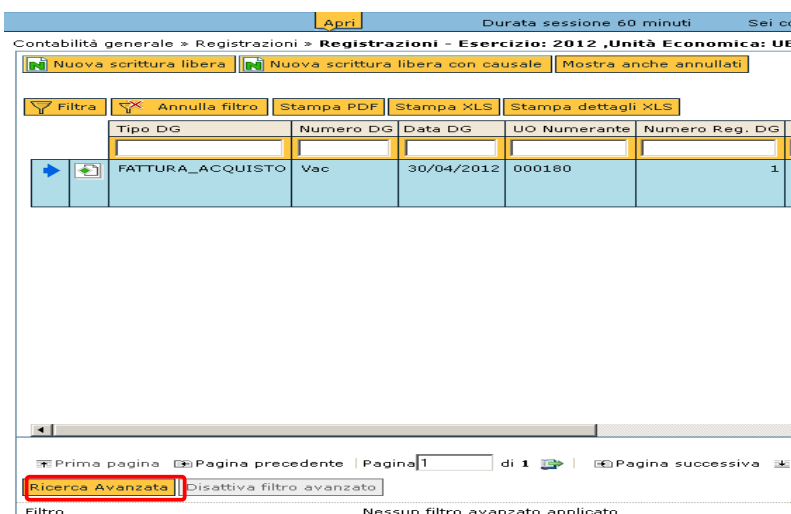 Apri Durata sessione 60 minuti Sei co
Contabilità generale » Registrazioni » Registrazioni - Esercizio: 2012 ,Unità Economica: UE
Nuova scrittura libera Nuova scrittura libera con causale Mostra anche annullati
Filtra Annulla filtro Stampa PDF Stampa XLS Stampa dettagli XLS
Tipo DG Numero DG Data DG UO Numerante Numero Reg. DG
FATTURA_ACQUISTO Vac 30/04/2012 000180 1
Prima pagina Pagina precedente Pagina 1 di 1 Pagina successiva
Ricerca Avanzata Disattiva filtro avanzato
Filtro Nessun filtro avanzato applicato